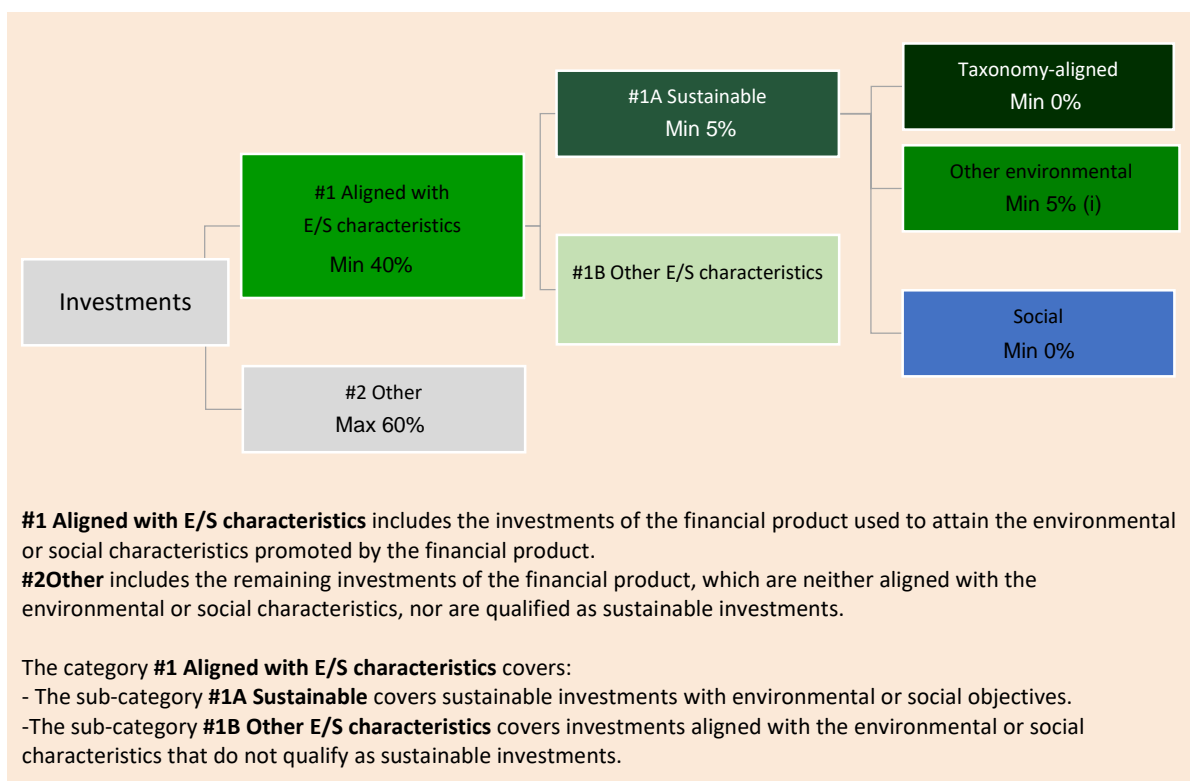 Investments
#1 Aligned with
E/S characteristics
Min 40%
#2 Other
Max 60%
#1A Sustainable
Min 5%
#1B Other E/S characteristics
Taxonomy-aligned
Min 0%
Other environmental
Min 5% (i)
Social
Min 0%
#1 Aligned with E/S characteristics includes the investments of the financial product used to attain the environmental
or social characteristics promoted by the financial product.
#2Other includes the remaining investments of the financial product, which are neither aligned with the
environmental or social characteristics, nor are qualified as sustainable investments.
The category #1 Aligned with E/S characteristics covers:
- The sub-category #1A Sustainable covers sustainable investments with environmental or social objectives.
-The sub-category #1B Other E/S characteristics covers investments aligned with the environmental or social
characteristics that do not qualify as sustainable investments.